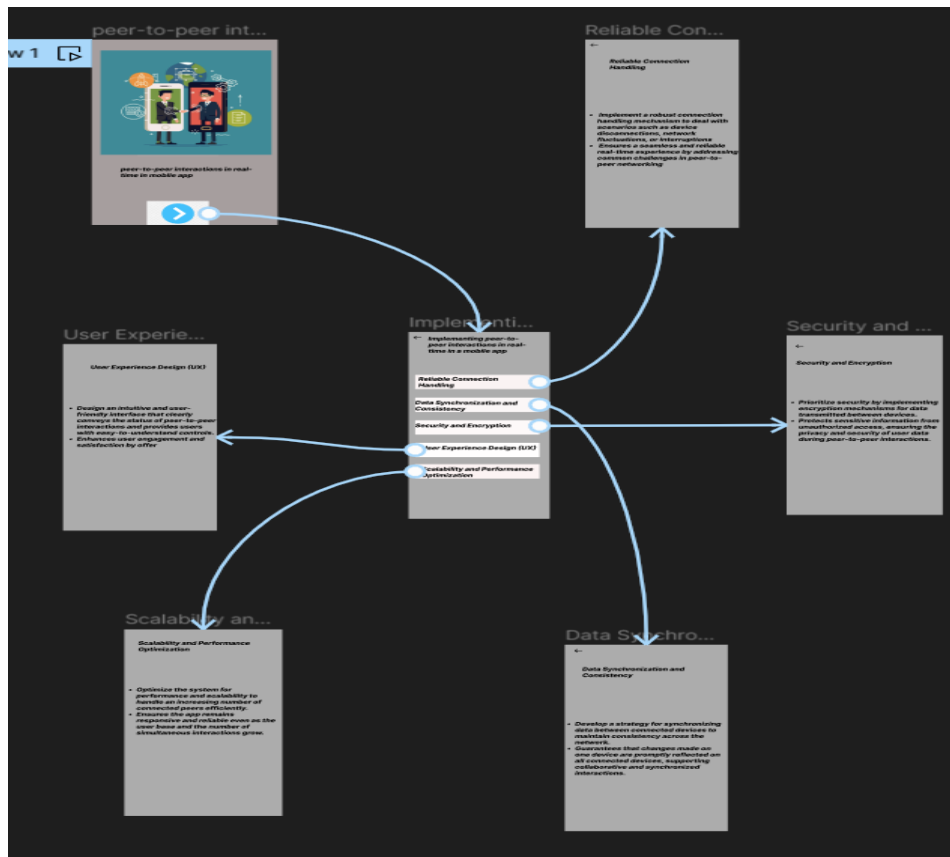 peer-to-peer int...
w 1
peer-to-peer interactions in real-
time in mobile app
Reliable Con...
←
Reliable Connection
Handling
• Implement a robust connection
handling mechanism to deal with
scenarios such as device
disconnections, network
fluctuations, or interruptions
• Ensures a seamless and reliable
real-time experience by addressing
common challenges in peer-to-
peer networking
Implementi...
← Implementing peer-to-
peer interactions in real-
time in a mobile app
Reliable Connection
Handling
Data Synchronization and
Consistency
Security and Encryption
User Experience Design (UX)
Scalability and Performance
Optimization
User Experie...
User Experience Design (UX)
• Design an intuitive and user-
friendly interface that clearly
conveys the status of peer-to-peer
interactions and provides users
with easy-to-understand controls.
• Enhances user engagement and
satisfaction by offer
Security and ...
←
Security and Encryption
• Prioritize security by implementing
encryption mechanisms for data
transmitted between devices.
• Protects sensitive information from
unauthorized access, ensuring the
privacy and security of user data
during peer-to-peer interactions.
Scalability an...
Scalability and Performance
Optimization
• Optimize the system for
performance and scalability to
handle an increasing number of
connected peers efficiently.
• Ensures the app remains
responsive and reliable even as the
user base and the number of
simultaneous interactions grow.
Data Synchro...
←
Data Synchronization and
Consistency
• Develop a strategy for synchronizing
data between connected devices to
maintain consistency across the
network.
• Guarantees that changes made on
one device are promptly reflected on
all connected devices, supporting
collaborative and synchronized
interactions.